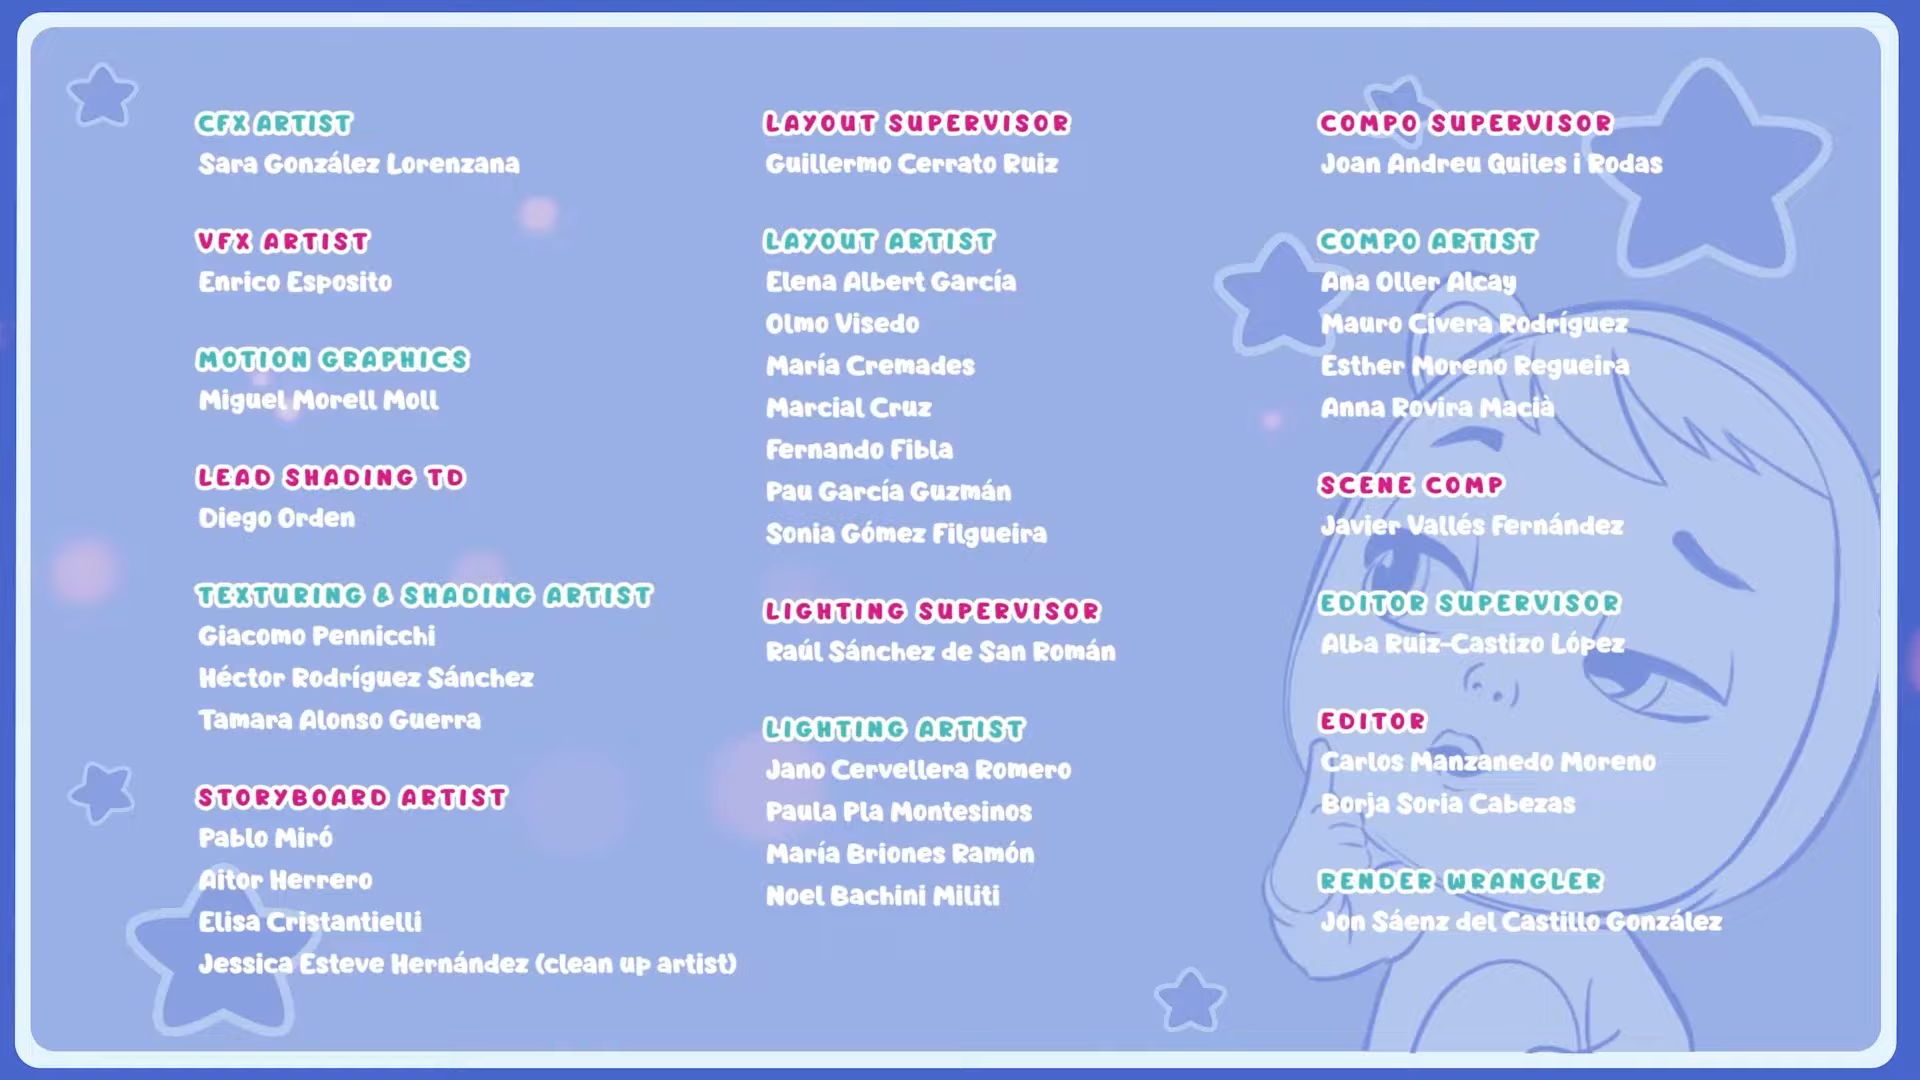 CFX ARTIST
Sara González Lorenzana
VFX ARTIST
Enrico Esposito
MOTION GRAPHICS
Miguel Morell Moll
LEAD SHADING TD
Diego Orden
TEXTURING & SHADING ARTIST
Giacomo Pennicchi
Héctor Rodríguez Sánchez
Tamara Alonso Guerra
STORYBOARD ARTIST
Pablo Miró
Aitor Herrero
Elisa Cristantielli
Jessica Esteve Hernández (clean up artist)
LAYOUT SUPERVISOR
Guillermo Cerrato Ruiz
LAYOUT ARTIST
Elena Albert García
Olmo Visedo
María Cremades
Marcial Cruz
Fernando Fibla
Pau García Guzmán
Sonia Gómez Filgueira
LIGHTING SUPERVISOR
Raúl Sánchez de San Román
LIGHTING ARTIST
Jano Cervellera Romero
Paula Pla Montesinos
María Briones Ramón
Noel Bachini Militi
COMPO SUPERVISOR
Joan Andreu Quiles i Rodas
COMPO ARTIST
Ana Oller Alcay
Mauro Civera Rodríguez
Esther Moreno Regueira
Anna Rovira Macià
SCENE COMP
Javier Vallés Fernández
EDITOR SUPERVISOR
Alba Ruiz-Castizo López
EDITOR
Carlos Manzanedo Moreno
Borja Soria Cabezas
RENDER WRANGLER
Jon Sáenz del Castillo González